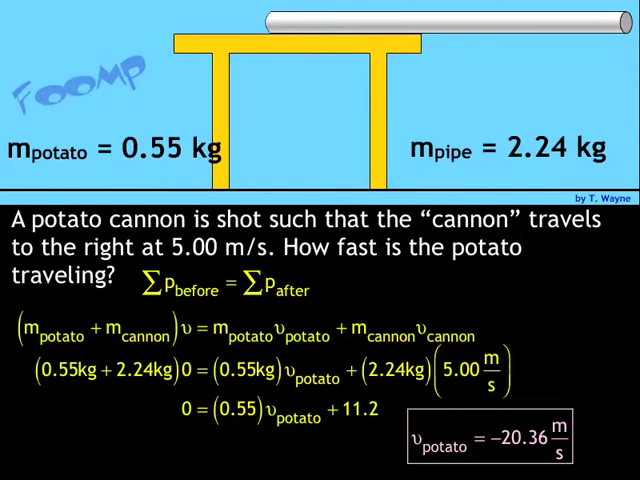 FOOMP
mpotato = 0.55 kg
mpipe = 2.24 kg
by T. Wayne
A potato cannon is shot such that the “cannon” travels
to the right at 5.00 m/s. How fast is the potato
traveling?
∑pbefore = ∑pafter
(mpotato + mcannon)υ = mpotatoυpotato + mcannonυcannon
(0.55kg + 2.24kg)0 = (0.55kg)υpotato + (2.24kg)(5.00 m/s)
0 = (0.55)υpotato + 11.2
υpotato = −20.36 m/s